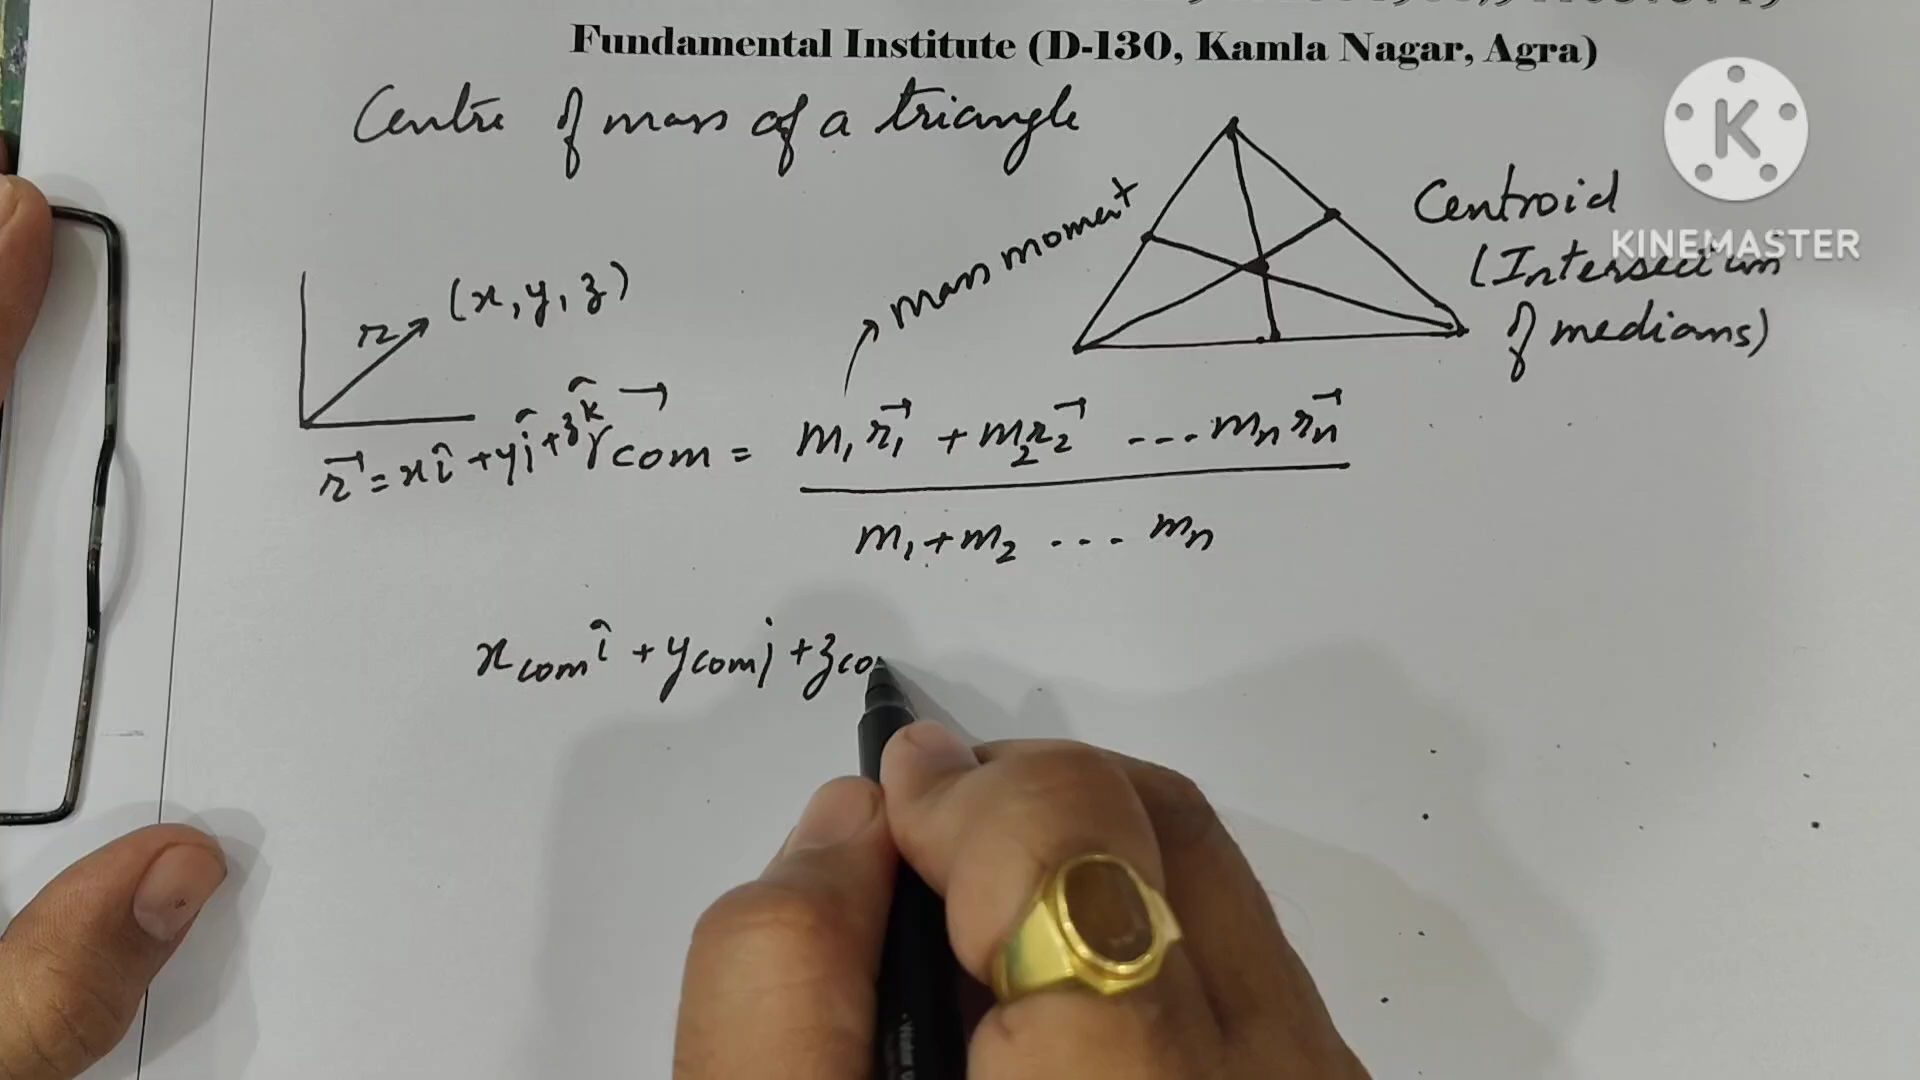 Fundamental Institute (D-130, Kamla Nagar, Agra)
Centre of mass of a triangle
K
KINEMASTER
Centroid
(Intersection
of medians)
mass moment
(x, y, z)
r
r⃗ = xî + yĵ + zk̂
r⃗com = m₁r⃗₁ + m₂r⃗₂ ... mₙr⃗ₙ
m₁ + m₂ ... mₙ
xcom î + ycom j + zco